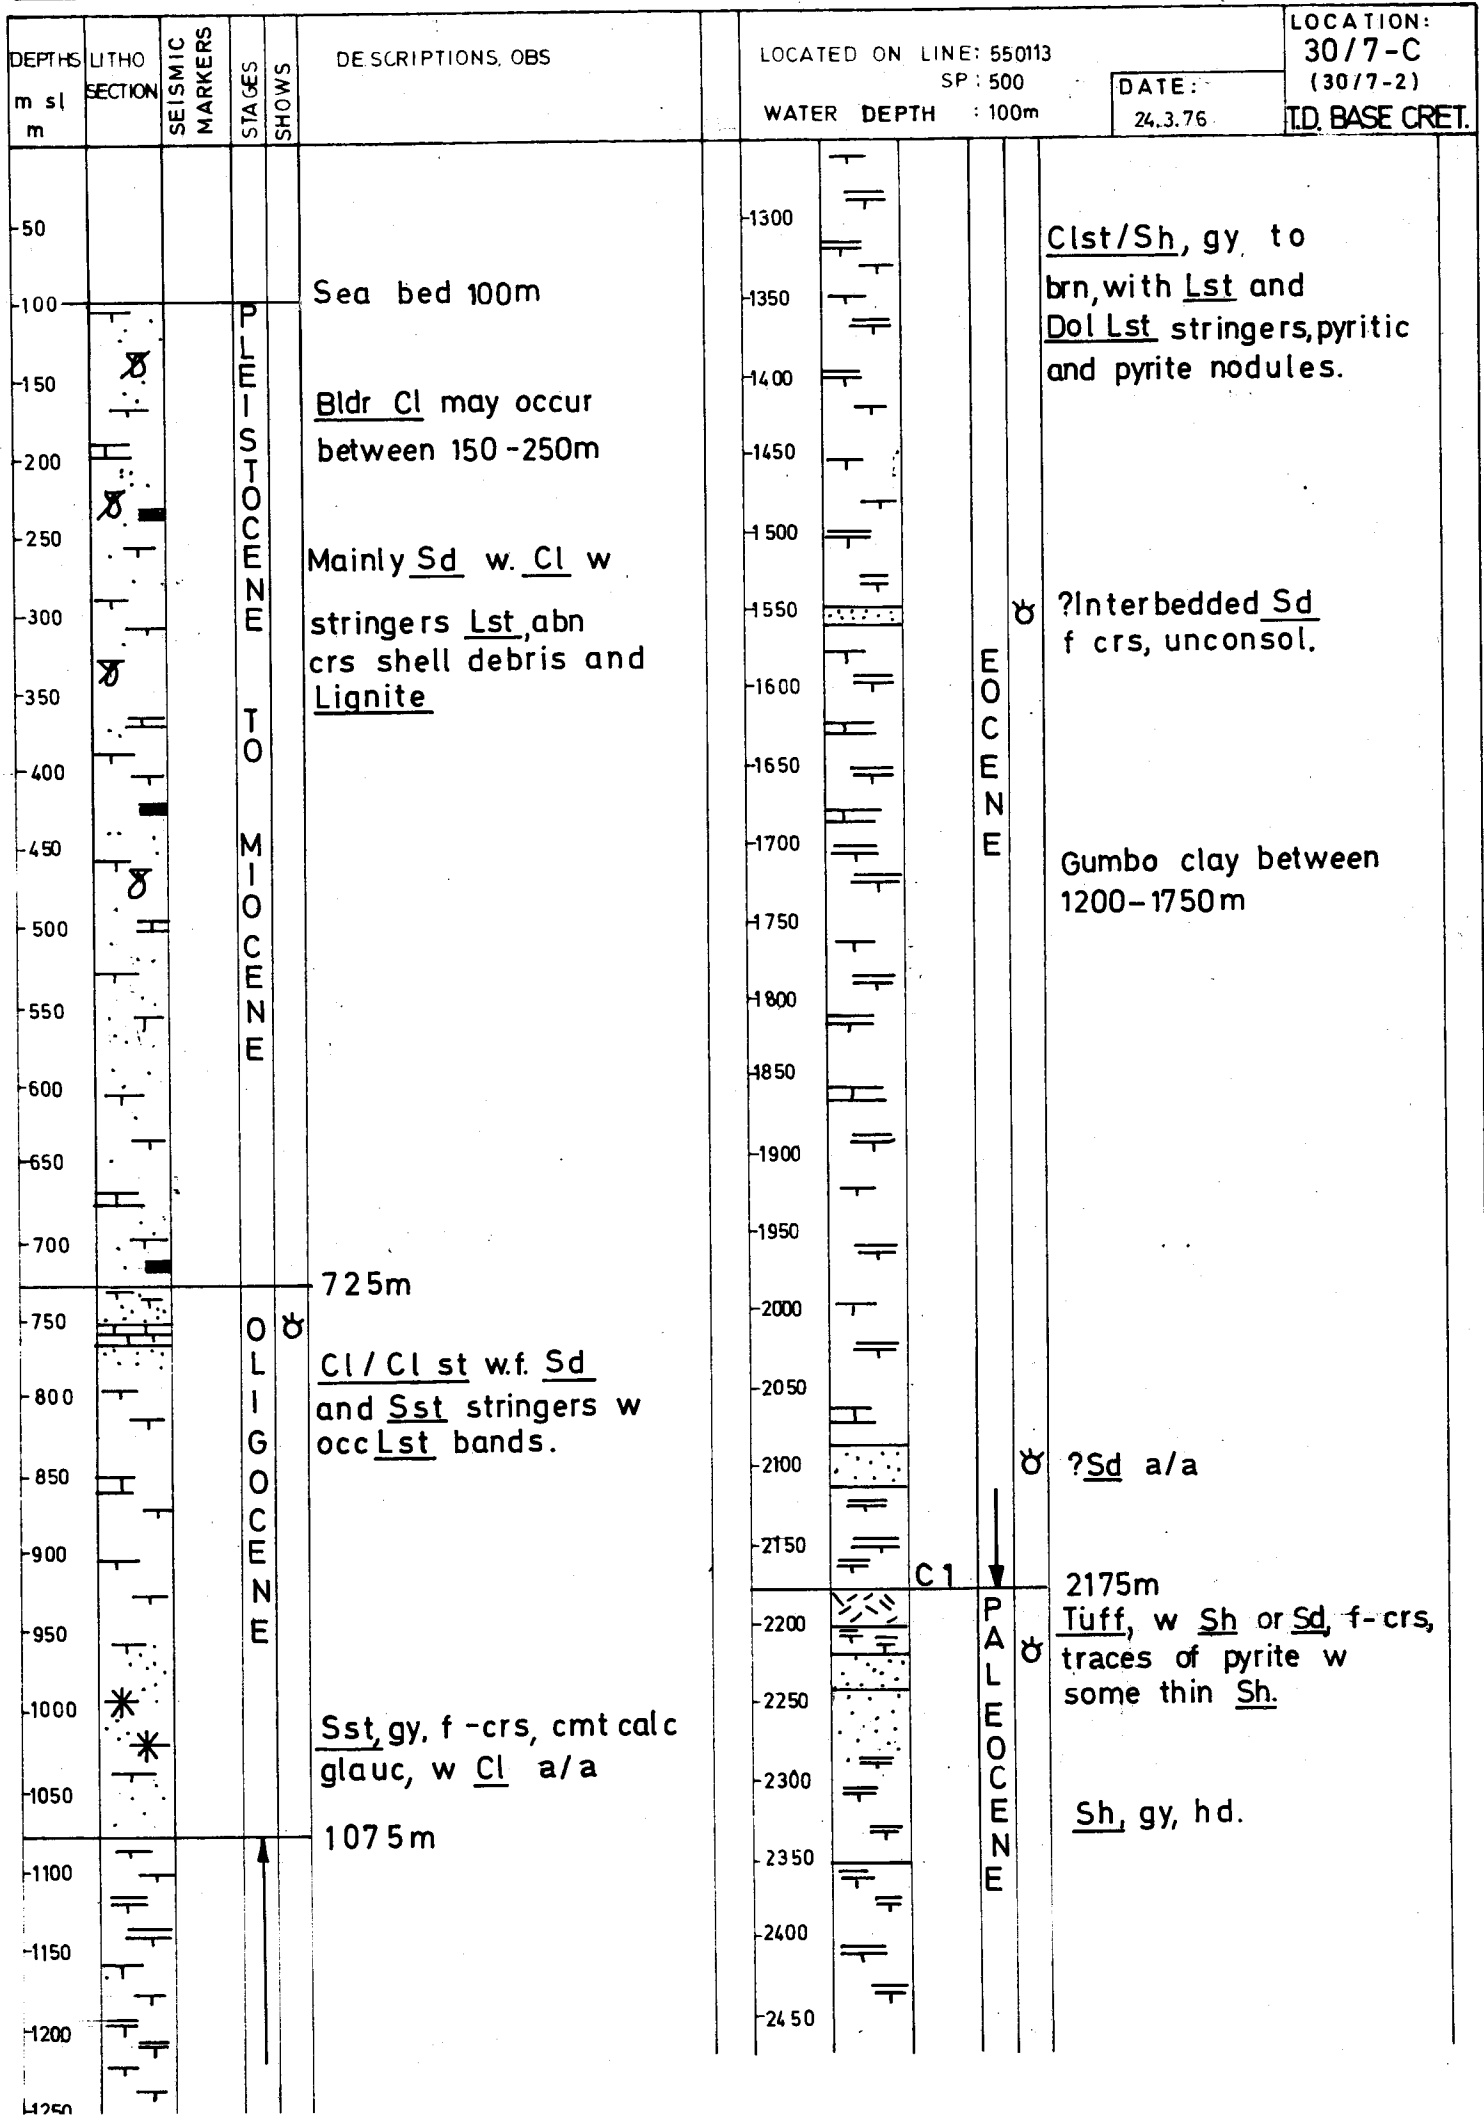 DEPTHS
m sl
m
LITHO
SECTION
SEISMIC
MARKERS
STAGES
SHOWS
DESCRIPTIONS, OBS
LOCATED ON LINE: 550113
SP : 500
WATER DEPTH : 100m
DATE:
24.3.76
LOCATION:
30/7-C
(30/7-2)
T.D. BASE CRET.
50
100
150
200
250
300
350
400
450
500
550
600
650
700
750
800
850
900
950
1000
1050
1100
1150
1200
1250
PLEISTOCENE TO MIOCENE
OLIGOCENE
Sea bed 100m
Bldr Cl may occur
between 150-250m
Mainly Sd w. Cl w
stringers Lst, abn
crs shell debris and
Lignite
725m
Cl / Cl st w.f. Sd
and Sst stringers w
occ Lst bands.
Sst, gy, f-crs, cmt calc
glauc, w Cl a/a
1075m
1300
1350
1400
1450
1500
1550
1600
1650
1700
1750
1800
1850
1900
1950
2000
2050
2100
2150
2200
2250
2300
2350
2400
2450
C1
EOCENE
PALEOCENE
Clst/Sh, gy to
brn, with Lst and
Dol Lst stringers, pyritic
and pyrite nodules.
?Interbedded Sd
f crs, unconsol.
Gumbo clay between
1200-1750m
?Sd a/a
2175m
Tuff, w Sh or Sd, f-crs,
traces of pyrite w
some thin Sh.
Sh, gy, hd.